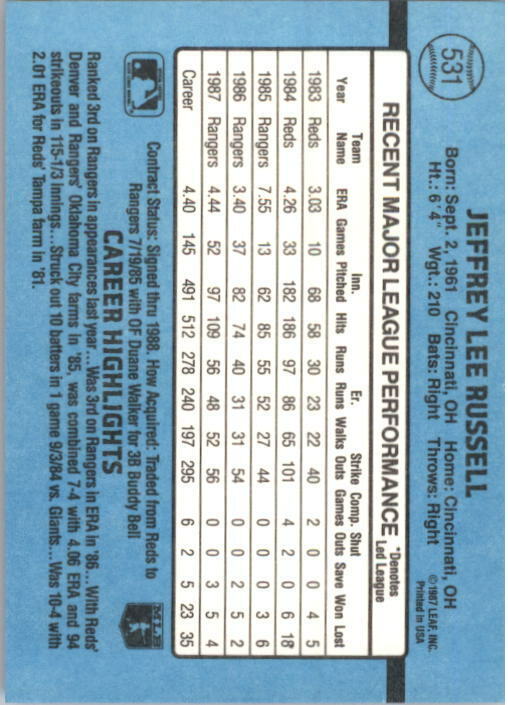 531
JEFFREY LEE RUSSELL
©1987 LEAF, INC.
Printed in USA
Born: Sept. 2, 1961 Cincinnati, OH Home: Cincinnati, OH
Ht.: 6' 4" Wgt.: 210 Bats: Right Throws: Right
RECENT MAJOR LEAGUE PERFORMANCE *Denotes Led League
Year Team Name ERA Games Inn. Pitched Hits Runs Er. Runs Walks Strike Outs Comp. Games Shut Outs Save Won Lost
1983 Reds 3.03 10 68 58 30 23 22 40 2 0 0 4 5
1984 Reds 4.26 33 182 186 97 86 65 101 4 2 0 6 18*
1985 Rangers 7.55 13 62 85 55 52 27 44 0 0 0 3 6
1986 Rangers 3.40 37 82 74 40 31 31 54 0 0 2 5 2
1987 Rangers 4.44 52 97 109 56 48 52 56 0 0 3 5 4
Career 4.40 145 491 512 278 240 197 295 6 2 5 23 35
Contract Status: Signed thru 1988. How Acquired: Traded from Reds to
Rangers 7/19/85 with OF Duane Walker for 3B Buddy Bell
MLB
CAREER HIGHLIGHTS
Ranked 3rd on Rangers in appearances last year...Was 3rd on Rangers in ERA in '86...With Reds'
Denver and Rangers' Oklahoma City farms in '85, was combined 7-4 with 4.06 ERA and 94
strikeouts in 115-1/3 innings...Struck out 10 batters in 1 game 9/3/84 vs. Giants...Was 10-4 with
2.01 ERA for Reds' Tampa farm in '81.